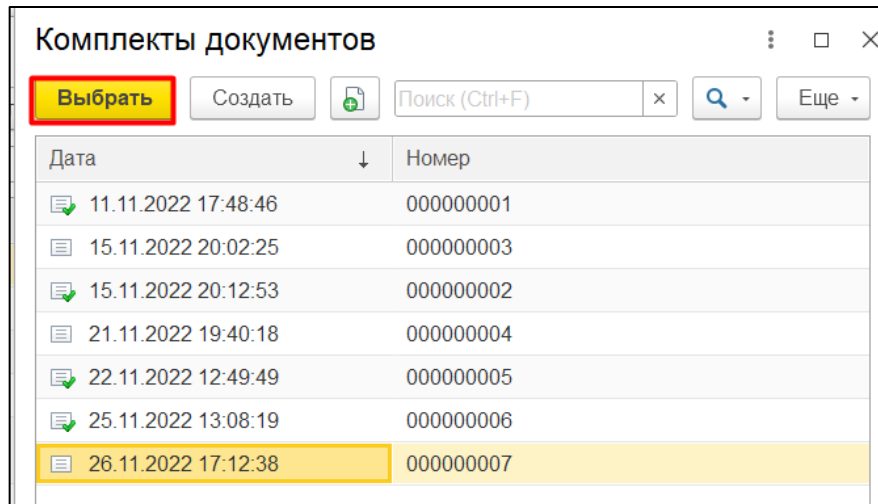 Комплекты документов
Выбрать Создать Поиск (Ctrl+F) Еще
Дата Номер
11.11.2022 17:48:46 000000001
15.11.2022 20:02:25 000000003
15.11.2022 20:12:53 000000002
21.11.2022 19:40:18 000000004
22.11.2022 12:49:49 000000005
25.11.2022 13:08:19 000000006
26.11.2022 17:12:38 000000007